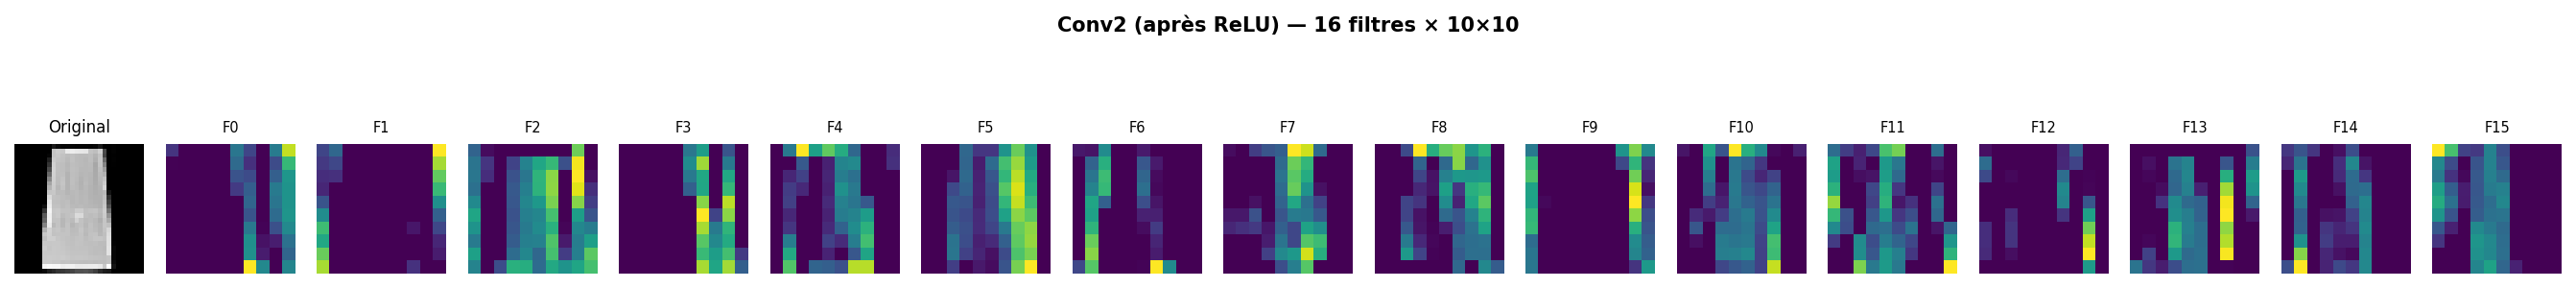 Conv2 (après ReLU) — 16 filtres × 10×10
Original F0 F1 F2 F3 F4 F5 F6 F7 F8 F9 F10 F11 F12 F13 F14 F15